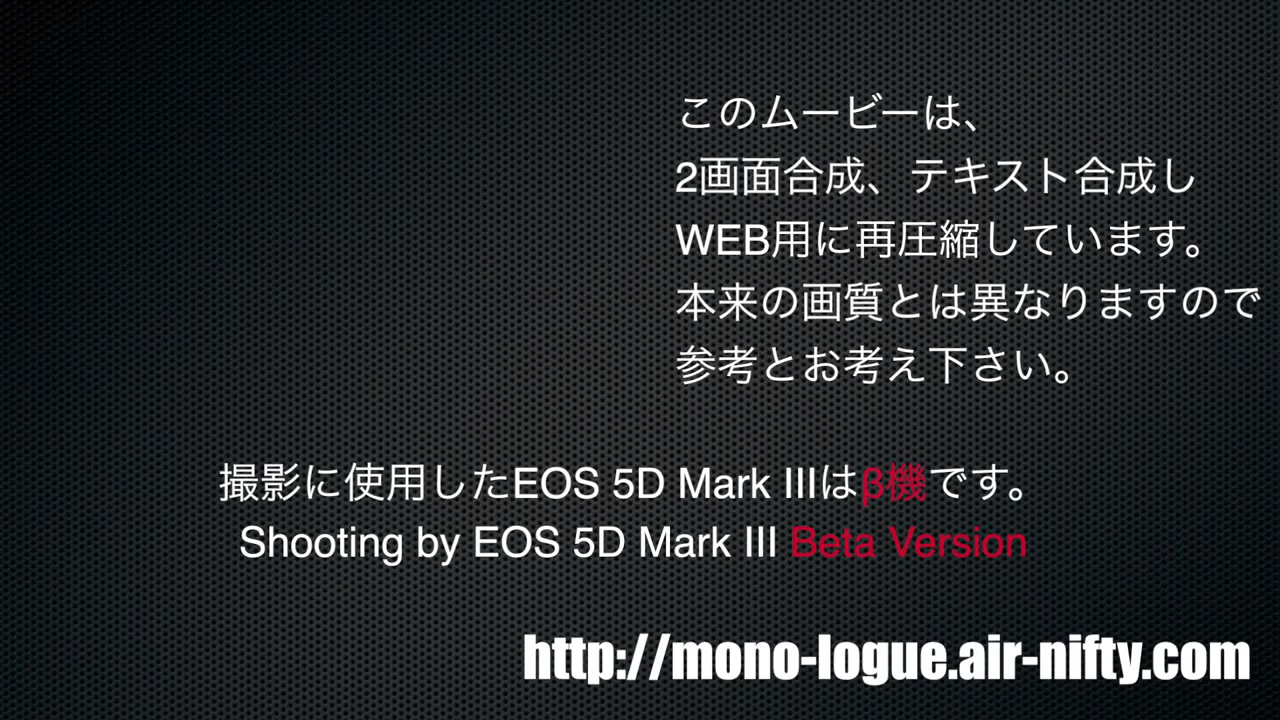 このムービーは、
2画面合成、テキスト合成し
WEB用に再圧縮しています。
本来の画質とは異なりますので
参考とお考え下さい。
撮影に使用したEOS 5D Mark IIIはβ機です。
Shooting by EOS 5D Mark III Beta Version
http://mono-logue.air-nifty.com